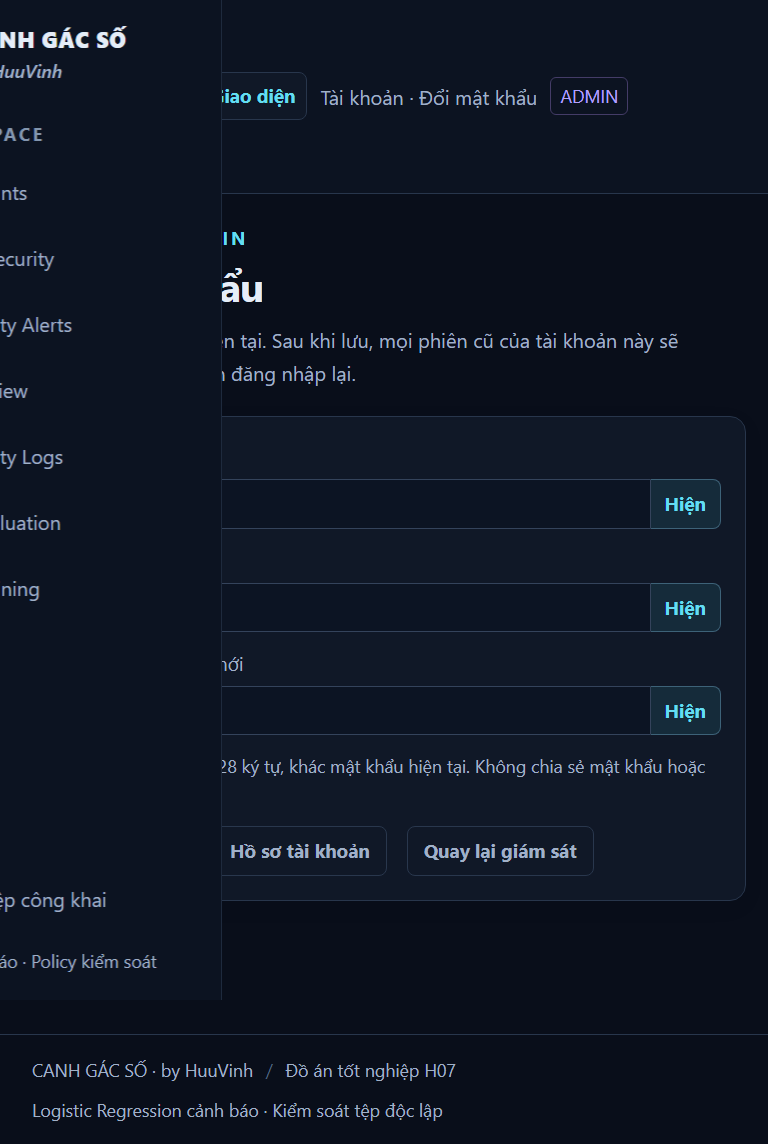 NH GÁC SỐ
HuuVinh
PACE
nts
ecurity
ty Alerts
iew
ty Logs
luation
ning
ệp công khai
áo · Policy kiểm soát
Giao diện
Tài khoản · Đổi mật khẩu
ADMIN
IN
ẩu
ện tại. Sau khi lưu, mọi phiên cũ của tài khoản này sẽ
n đăng nhập lại.
Hiện
Hiện
mới
Hiện
28 ký tự, khác mật khẩu hiện tại. Không chia sẻ mật khẩu hoặc
Hồ sơ tài khoản
Quay lại giám sát
CANH GÁC SỐ · by HuuVinh / Đồ án tốt nghiệp H07
Logistic Regression cảnh báo · Kiểm soát tệp độc lập